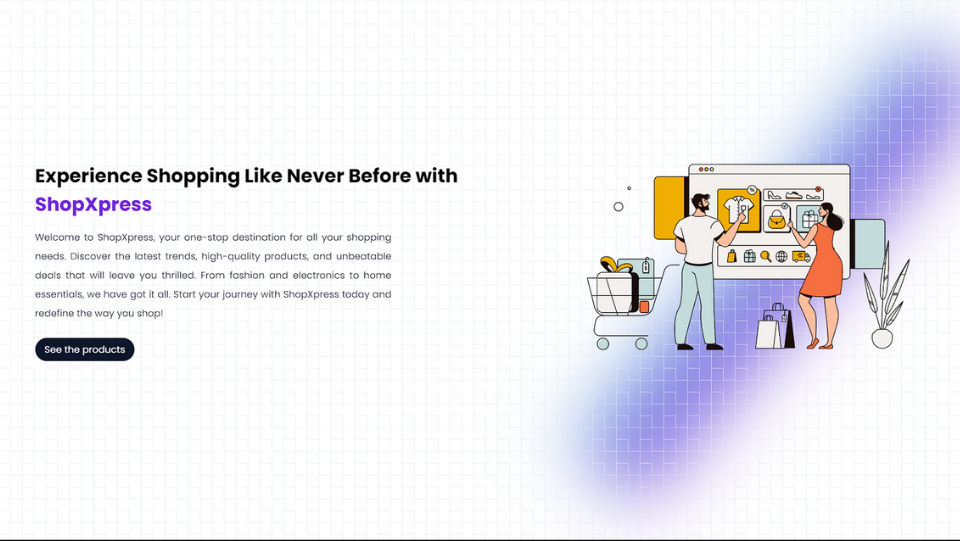 Experience Shopping Like Never Before with
ShopXpress
Welcome to ShopXpress, your one-stop destination for all your shopping
needs. Discover the latest trends, high-quality products, and unbeatable
deals that will leave you thrilled. From fashion and electronics to home
essentials, we have got it all. Start your journey with ShopXpress today and
redefine the way you shop!
See the products